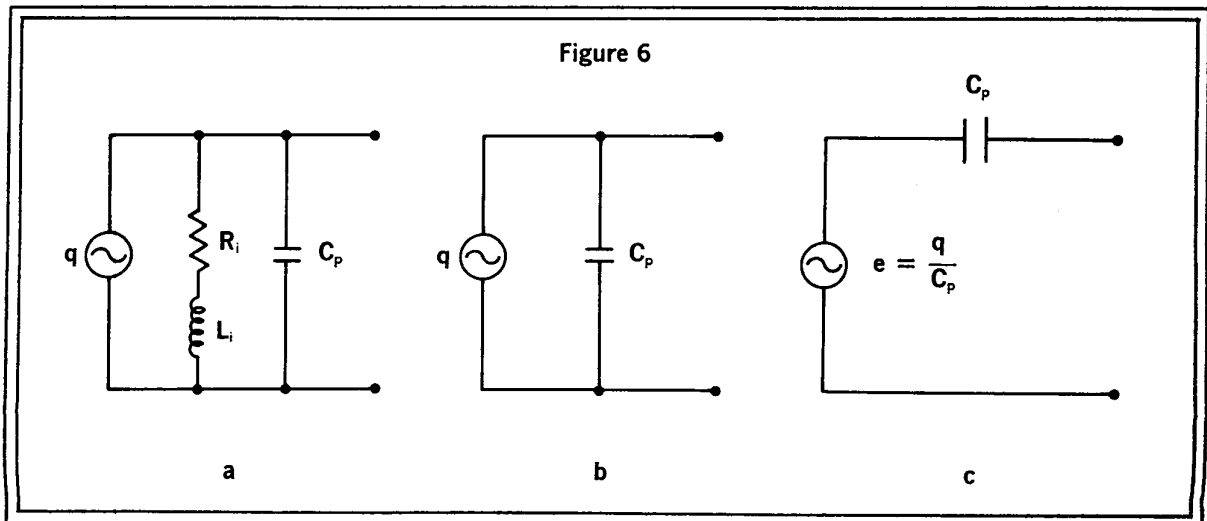 Figure 6
q
R_i
L_i
C_p
q
C_p
C_p
e = q/C_p
a
b
c